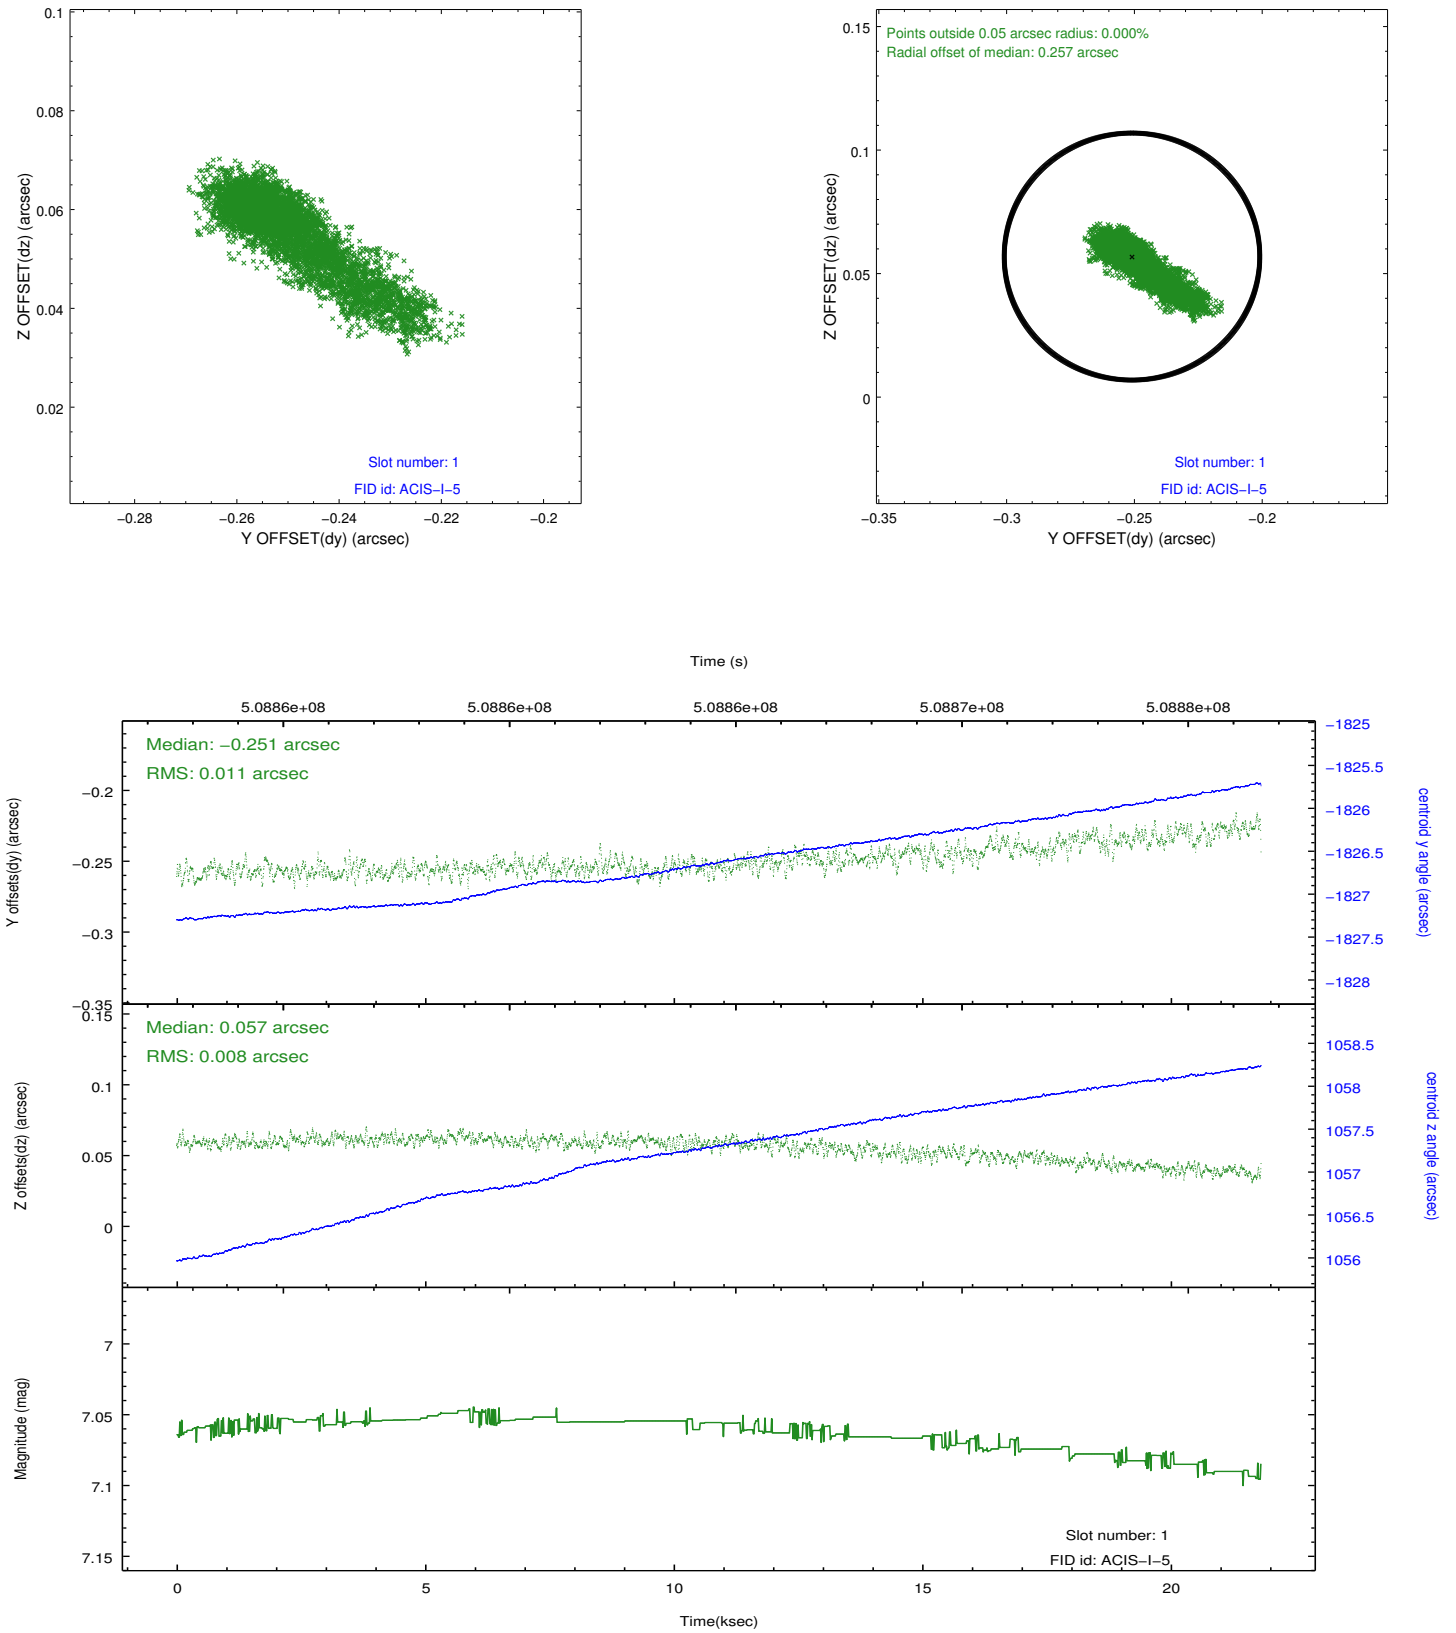 0.1
0.08
0.06
0.04
0.02
Z OFFSET(dz) (arcsec)
Slot number: 1
FID id: ACIS−I−5
−0.28
−0.26
−0.24
−0.22
−0.2
Y OFFSET(dy) (arcsec)
Points outside 0.05 arcsec radius: 0.000%
Radial offset of median: 0.257 arcsec
0.15
0.1
0.05
0
Z OFFSET(dz) (arcsec)
Slot number: 1
FID id: ACIS−I−5
−0.35
−0.3
−0.25
−0.2
Y OFFSET(dy) (arcsec)
Time (s)
5.0886e+08
5.0886e+08
5.0886e+08
5.0887e+08
5.0888e+08
Median: −0.251 arcsec
RMS: 0.011 arcsec
−0.2
−0.25
−0.3
−0.35
Y offsets(dy) (arcsec)
−1825
−1825.5
−1826
−1826.5
−1827
−1827.5
−1828
centroid y angle (arcsec)
Median: 0.057 arcsec
RMS: 0.008 arcsec
0.15
0.1
0.05
0
Z offsets(dz) (arcsec)
1058.5
1058
1057.5
1057
1056.5
1056
centroid z angle (arcsec)
7
7.05
7.1
7.15
Magnitude (mag)
Slot number: 1
FID id: ACIS−I−5
0
5
10
15
20
Time(ksec)